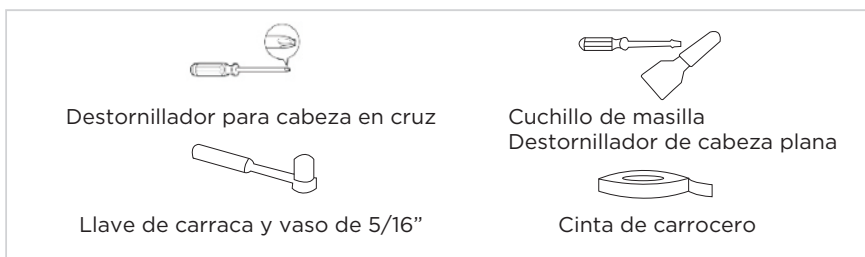 Destornillador para cabeza en cruz
Cuchillo de masilla
Destornillador de cabeza plana
Llave de carraca y vaso de 5/16”
Cinta de carrocero